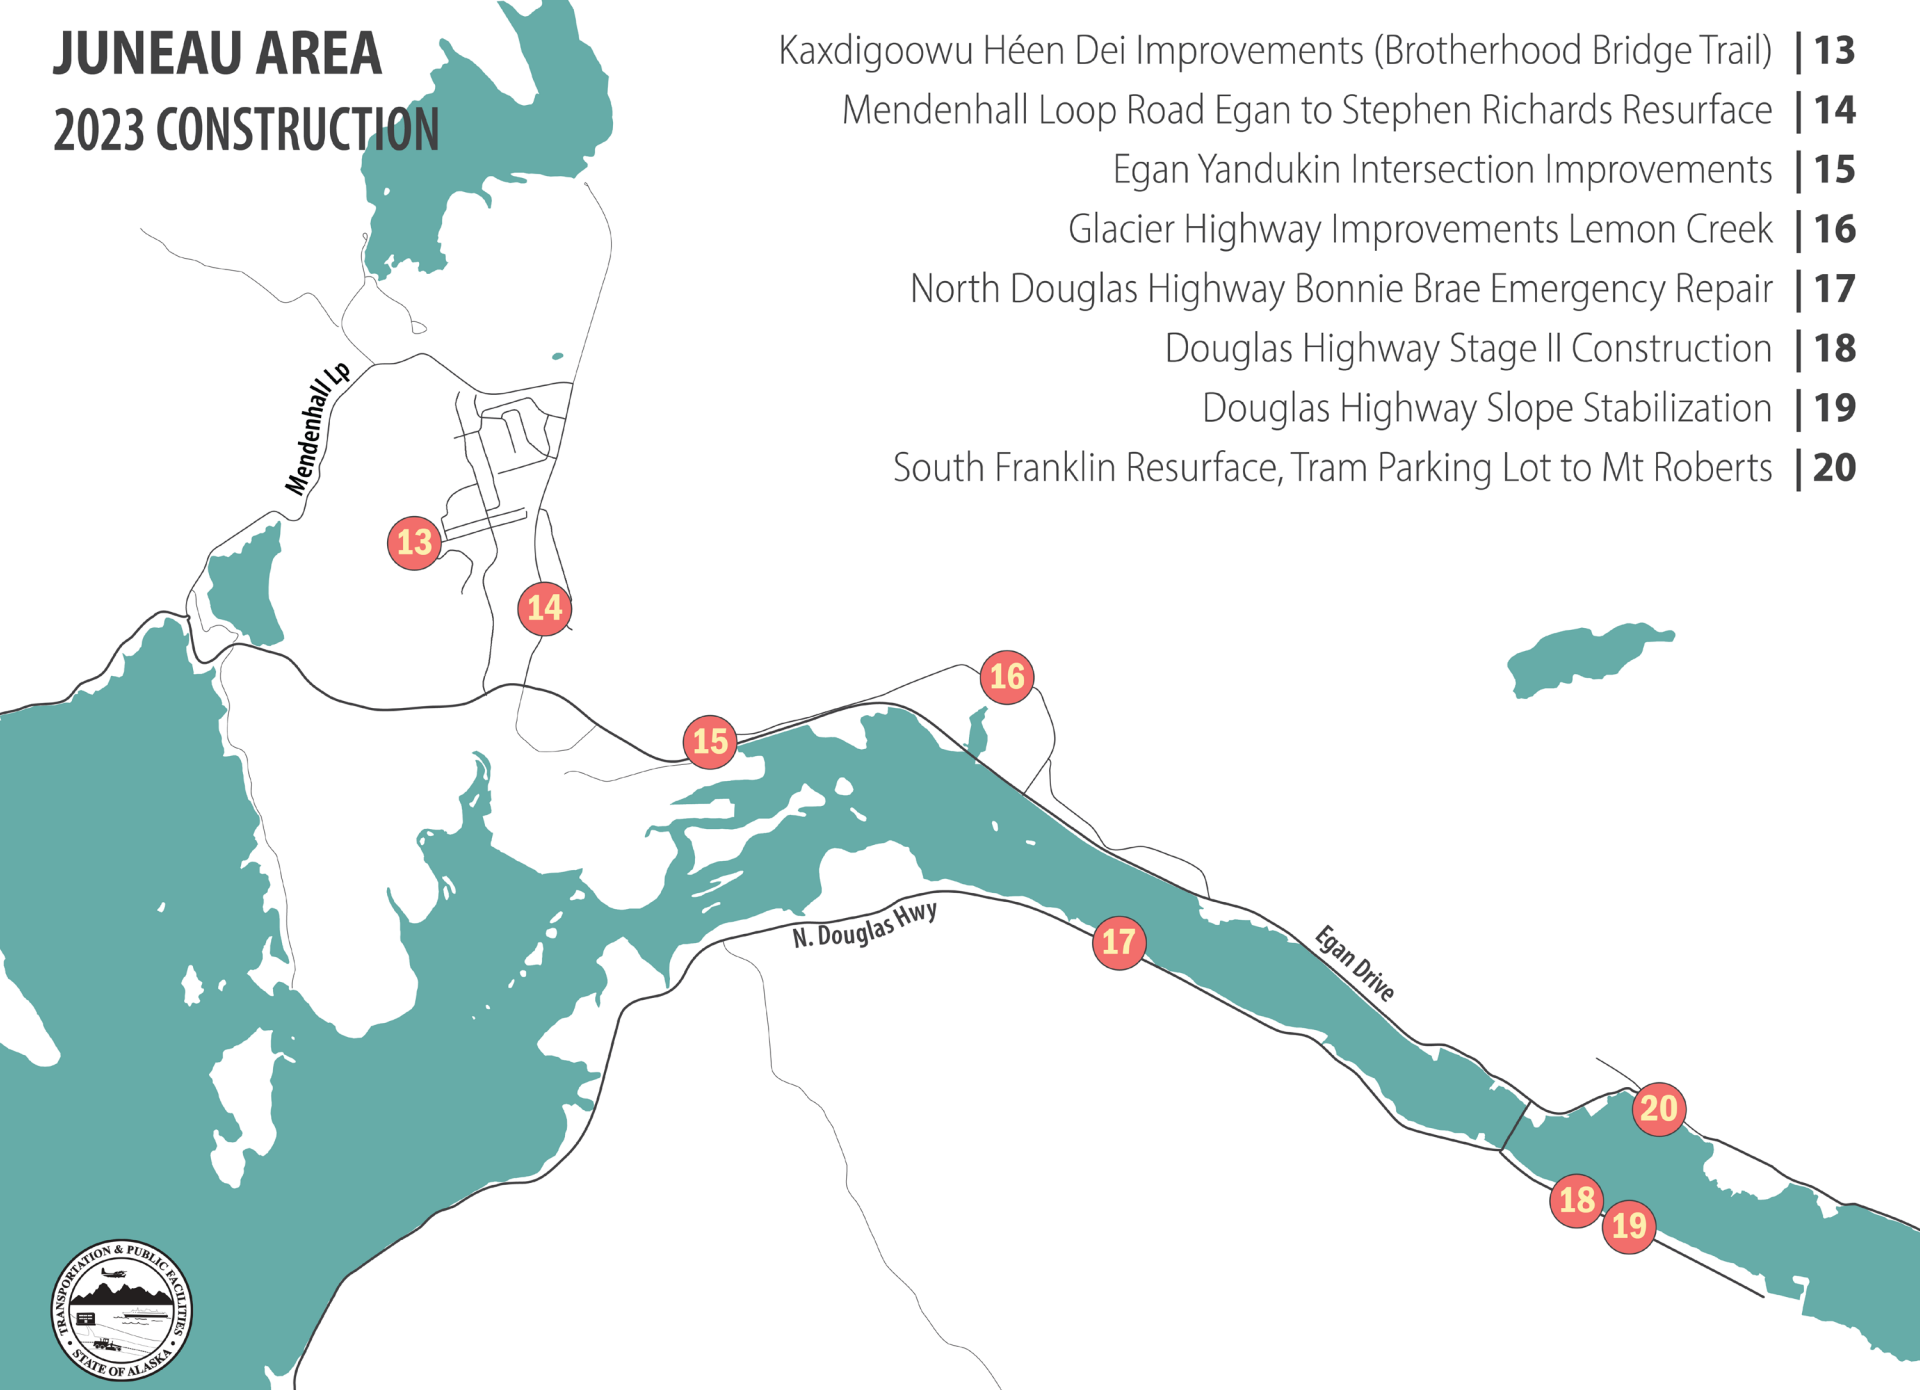 JUNEAU AREA
2023 CONSTRUCTION
Kaxdigoowu Héen Dei Improvements (Brotherhood Bridge Trail) | 13
Mendenhall Loop Road Egan to Stephen Richards Resurface | 14
Egan Yandukin Intersection Improvements | 15
Glacier Highway Improvements Lemon Creek | 16
North Douglas Highway Bonnie Brae Emergency Repair | 17
Douglas Highway Stage II Construction | 18
Douglas Highway Slope Stabilization | 19
South Franklin Resurface, Tram Parking Lot to Mt Roberts | 20
Mendenhall Lp
13
14
16
15
N. Douglas Hwy
17
Egan Drive
20
18
19
TRANSPORTATION & PUBLIC FACILITIES
STATE OF ALASKA